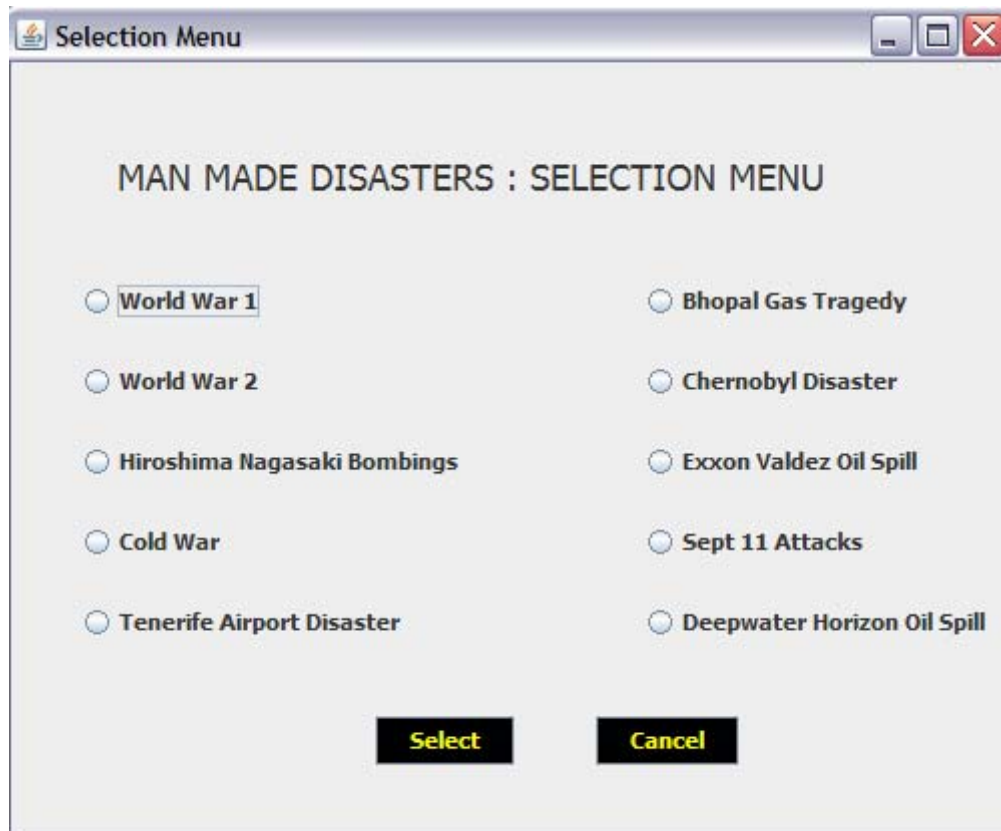 Selection Menu
MAN MADE DISASTERS : SELECTION MENU
World War 1
World War 2
Hiroshima Nagasaki Bombings
Cold War
Tenerife Airport Disaster
Bhopal Gas Tragedy
Chernobyl Disaster
Exxon Valdez Oil Spill
Sept 11 Attacks
Deepwater Horizon Oil Spill
Select
Cancel